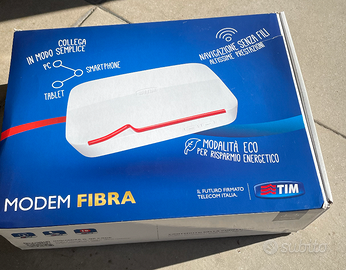 COLLEGA
IN MODO SEMPLICE
PC
SMARTPHONE
TABLET
NAVIGAZIONE SENZA FILI
ALTISSIME PRESTAZIONI
MODALITÀ ECO
PER RISPARMIO ENERGETICO
MODEM FIBRA
IL FUTURO FIRMATO
TELECOM ITALIA.
TIM
SUBITO